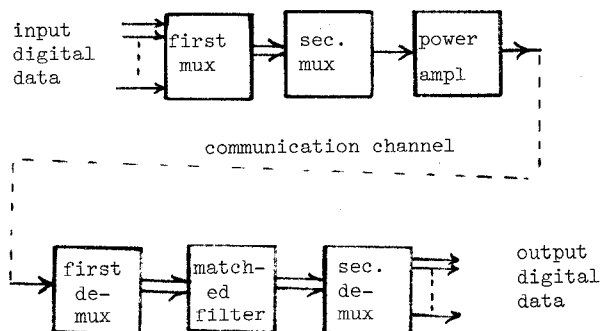 input
digital
data
first
mux
sec.
mux
power
ampl
communication channel
first
de-
mux
match-
ed
filter
sec.
de-
mux
output
digital
data